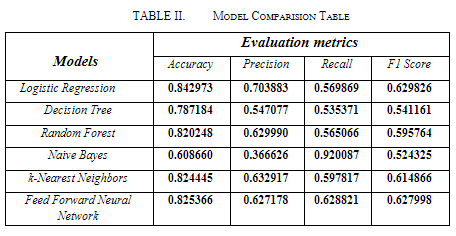 TABLE II. MODEL COMPARISION TABLE
Models Evaluation metrics
Accuracy Precision Recall F1 Score
Logistic Regression 0.842973 0.703883 0.569869 0.629826
Decision Tree 0.787184 0.547077 0.535371 0.541161
Random Forest 0.820248 0.629990 0.565066 0.595764
Naive Bayes 0.608660 0.366626 0.920087 0.524325
k-Nearest Neighbors 0.824445 0.632917 0.597817 0.614866
Feed Forward Neural
Network 0.825366 0.627178 0.628821 0.627998